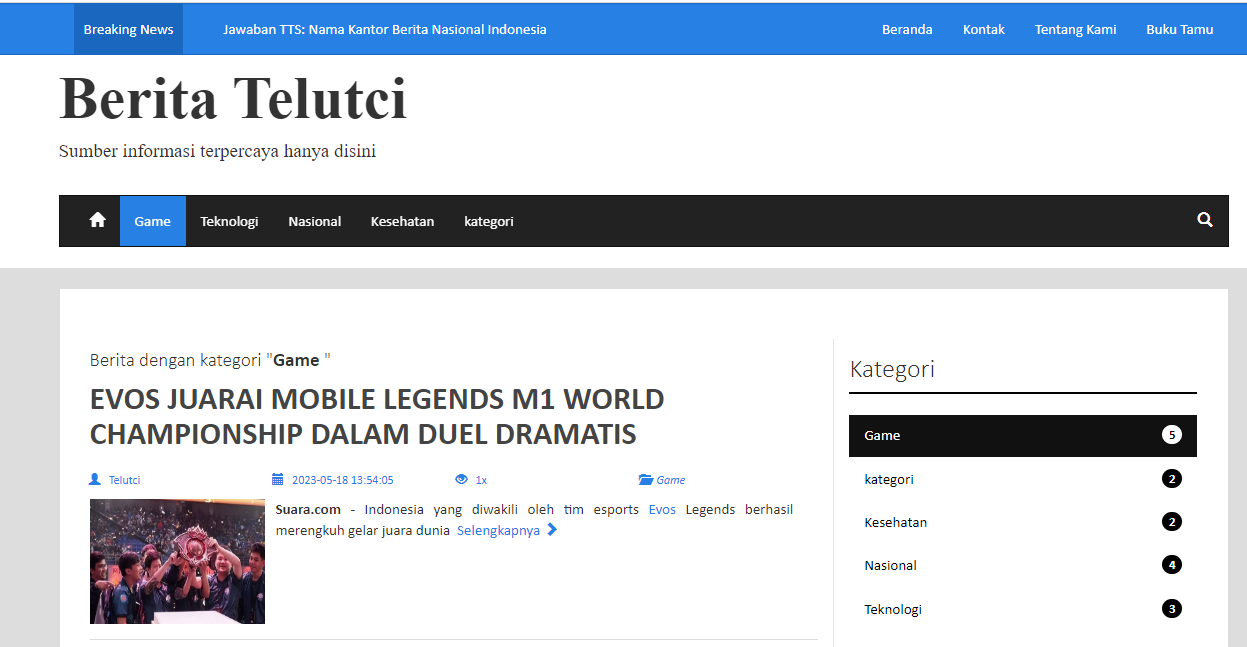 Breaking News Jawaban TTS: Nama Kantor Berita Nasional Indonesia Beranda Kontak Tentang Kami Buku Tamu
Berita Telutci
Sumber informasi terpercaya hanya disini
Game Teknologi Nasional Kesehatan kategori
Berita dengan kategori "Game "
EVOS JUARAI MOBILE LEGENDS M1 WORLD
CHAMPIONSHIP DALAM DUEL DRAMATIS
Telutci 2023-05-18 13:54:05 1x Game
Suara.com - Indonesia yang diwakili oleh tim esports Evos Legends berhasil
merengkuh gelar juara dunia Selengkapnya
Kategori
Game 5
kategori 2
Kesehatan 2
Nasional 4
Teknologi 3